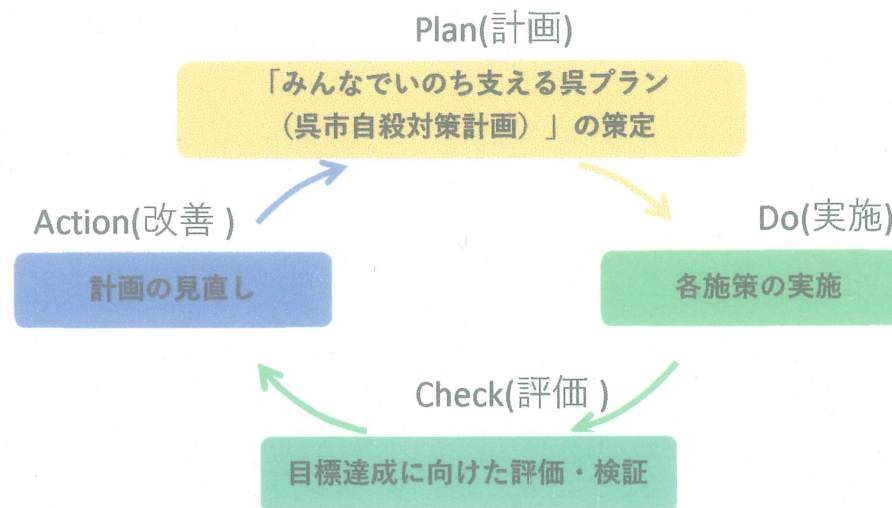 Plan(計画)
「みんなでいのち支える呉プラン
（呉市自殺対策計画）」の策定
Action(改善 )
Do(実施)
計画の見直し
各施策の実施
Check(評価 )
目標達成に向けた評価・検証